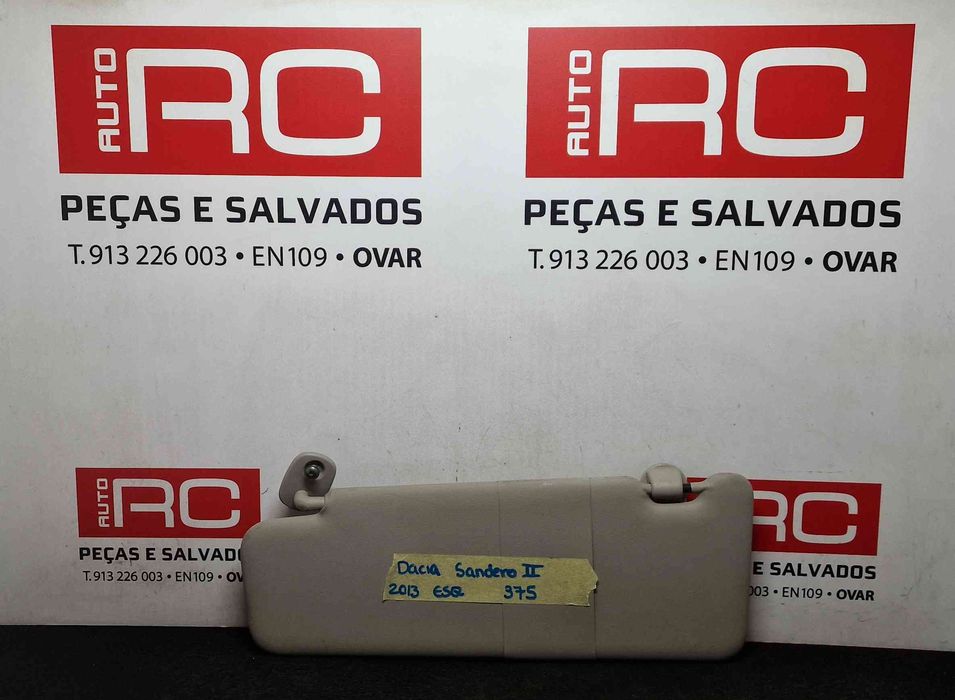 AUTO RC
AUTO RC
PEÇAS E SALVADOS
PEÇAS E SALVADOS
T. 913 226 003 • EN109 • OVAR
T. 913 226 003 • EN109 • OVAR
AUTO RC
RC
PEÇAS E SALVADO
E SALVADOS
T. 913 226 003 • EN109 • OV
003 • EN109 • OVAR
Dacia Sandero II
2013 ESQ 375